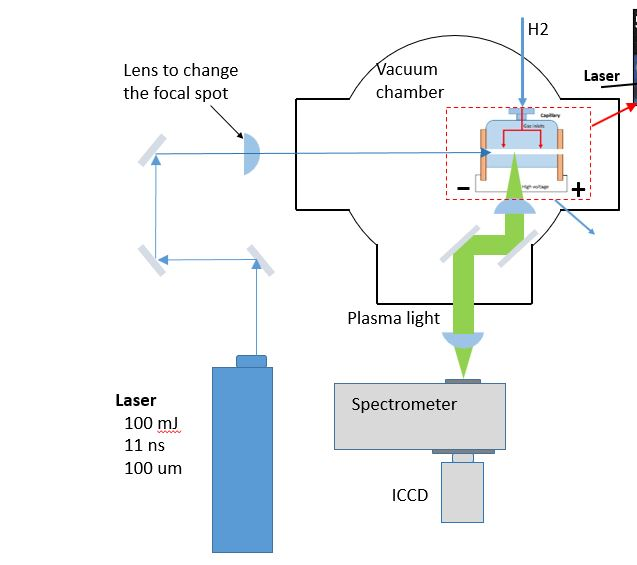 H2
Lens to change
the focal spot
Vacuum
chamber
Laser
Capillary
Gas inlets
− +
High voltage
Plasma light
Spectrometer
Laser
100 mJ
11 ns
100 um
ICCD